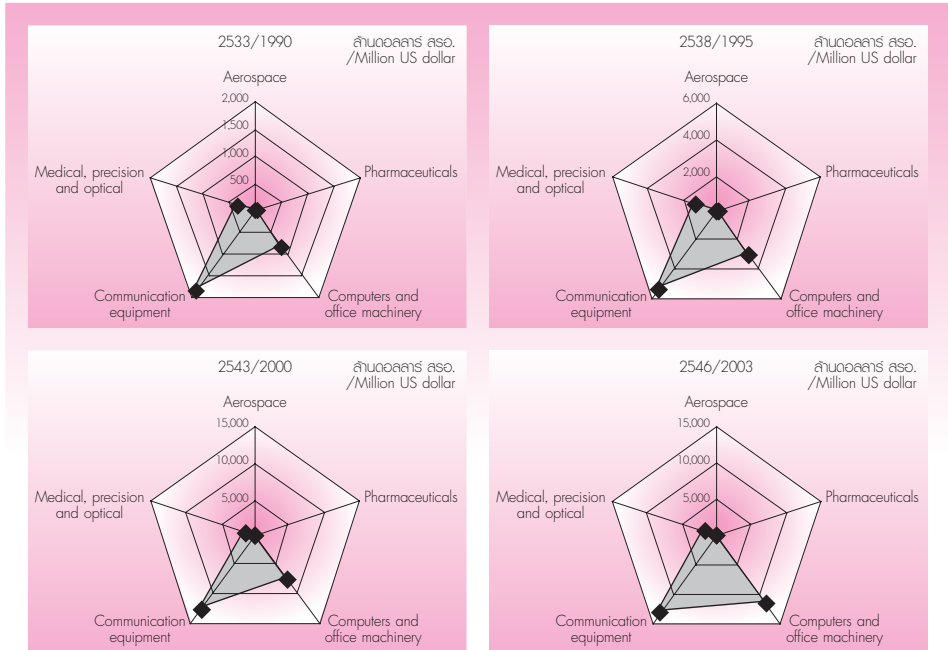 2533/1990
ล้านดอลลาร์ สรอ.
/Million US dollar
Aerospace
2,000
1,500
1,000
500
Medical, precision
and optical
Pharmaceuticals
Communication
equipment
Computers and
office machinery
2538/1995
ล้านดอลลาร์ สรอ.
/Million US dollar
Aerospace
6,000
4,000
2,000
Medical, precision
and optical
Pharmaceuticals
Communication
equipment
Computers and
office machinery
2543/2000
ล้านดอลลาร์ สรอ.
/Million US dollar
Aerospace
15,000
10,000
5,000
Medical, precision
and optical
Pharmaceuticals
Communication
equipment
Computers and
office machinery
2546/2003
ล้านดอลลาร์ สรอ.
/Million US dollar
Aerospace
15,000
10,000
5,000
Medical, precision
and optical
Pharmaceuticals
Communication
equipment
Computers and
office machinery